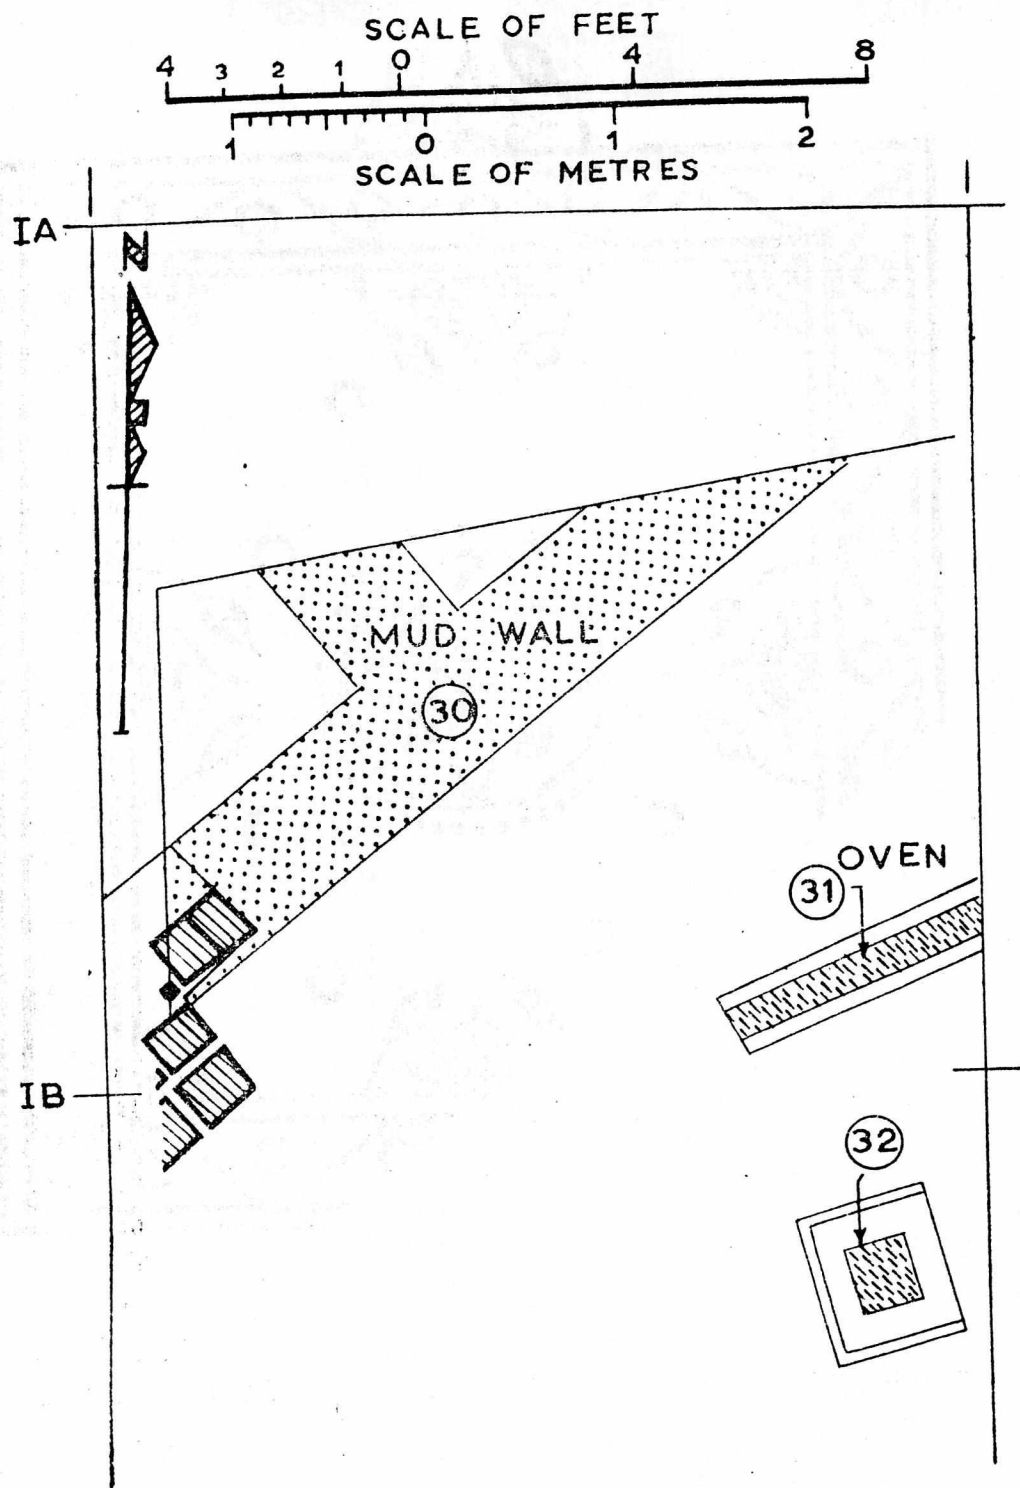 SCALE OF FEET
4 3 2 1 0 4 8
1 0 1 2
SCALE OF METRES
IA
N
MUD WALL
30
OVEN
31
IB
32